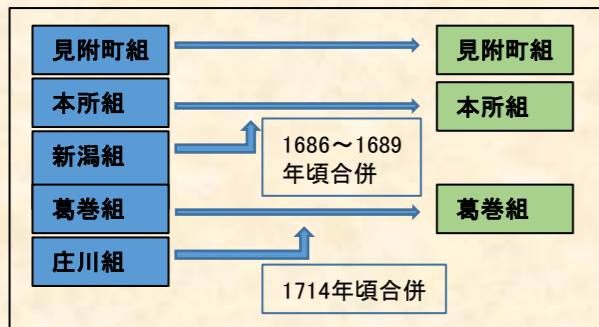 見附町組
見附町組
本所組
本所組
新潟組
1686～1689
年頃合併
葛巻組
葛巻組
庄川組
1714年頃合併